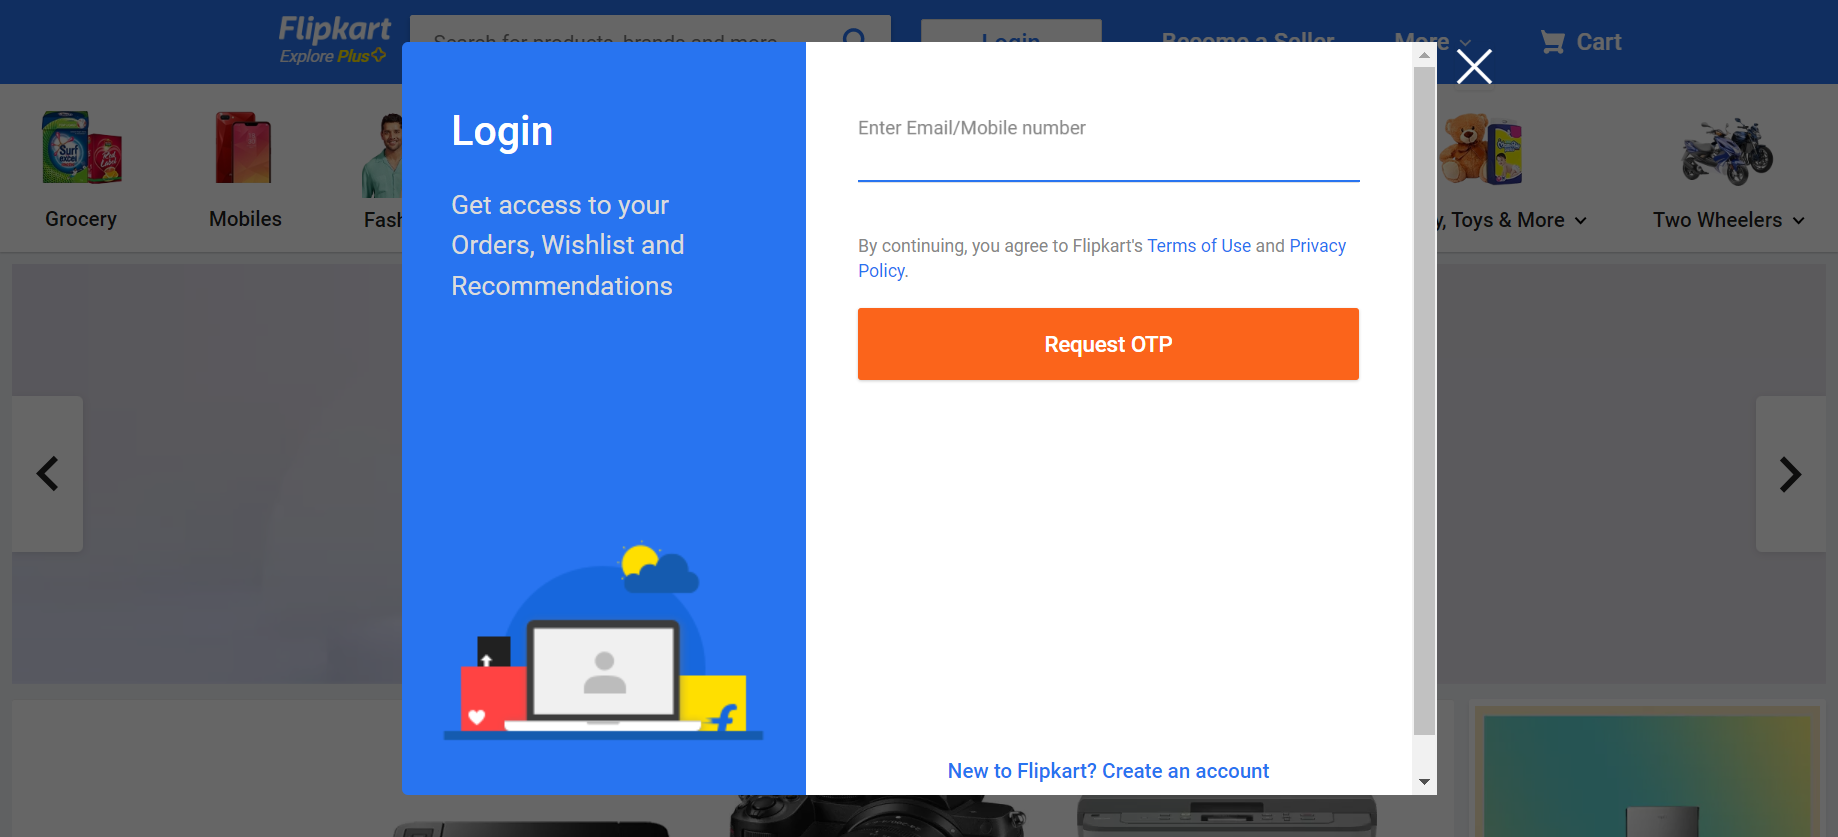 Flipkart
Explore Plus
Search for products, brands and more
Login
Become a Seller
More
Cart
Surf excel
Grocery
Mobiles
Fash
y, Toys & More
Two Wheelers
Login
Get access to your
Orders, Wishlist and
Recommendations
Enter Email/Mobile number
By continuing, you agree to Flipkart's Terms of Use and Privacy
Policy.
Request OTP
New to Flipkart? Create an account